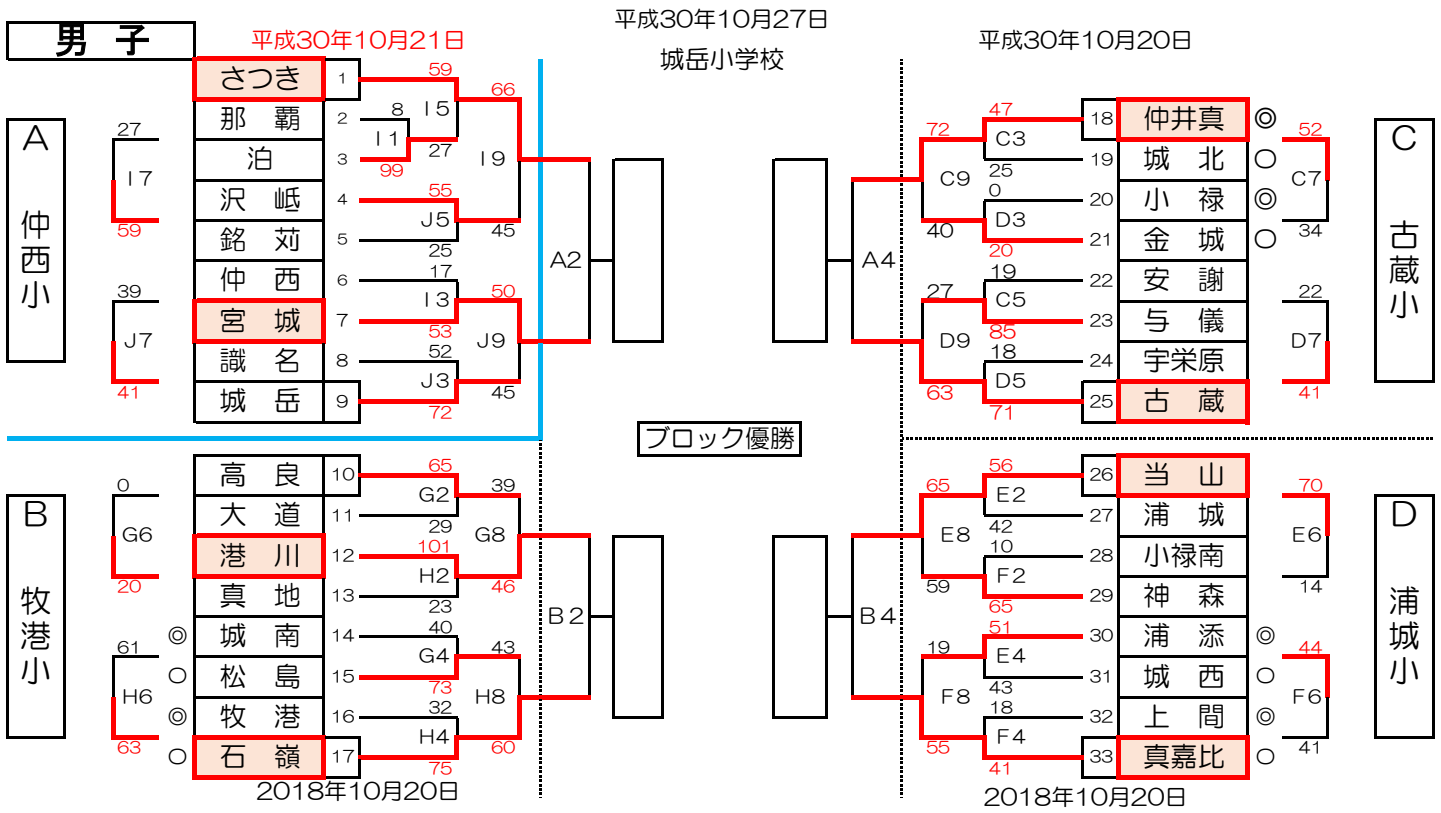 男 子
平成30年10月21日
平成30年10月27日
城岳小学校
平成30年10月20日
A 仲西小
27
I7
59
39
J7
41
さつき 1
那 覇 2
泊 3
沢 岻 4
銘 苅 5
仲 西 6
宮 城 7
識 名 8
城 岳 9
59
8
I5
I1
27
99
55
J5
25
17
I3
53
52
J3
72
66
I9
45
50
J9
45
A2
A4
72
C9
40
27
D9
63
47
C3
25
0
D3
20
19
C5
85
18
D5
71
18 仲井真 ◎
19 城 北 ○
20 小 禄 ◎
21 金 城 ○
22 安 謝
23 与 儀
24 宇栄原
25 古 蔵
52
C7
34
22
D7
41
C 古蔵小
ブロック優勝
B 牧港小
0
G6
20
61
H6
63
高 良 10
大 道 11
港 川 12
真 地 13
◎ 城 南 14
○ 松 島 15
◎ 牧 港 16
○ 石 嶺 17
65
G2
29
101
H2
23
40
G4
73
32
H4
75
39
G8
46
43
H8
60
B2
B4
65
E8
59
19
F8
55
56
E2
42
10
F2
65
51
E4
43
18
F4
41
26 当 山
27 浦 城
28 小禄南
29 神 森
30 浦 添 ◎
31 城 西 ○
32 上 間 ◎
33 真嘉比 ○
70
E6
14
44
F6
41
D 浦城小
2018年10月20日
2018年10月20日